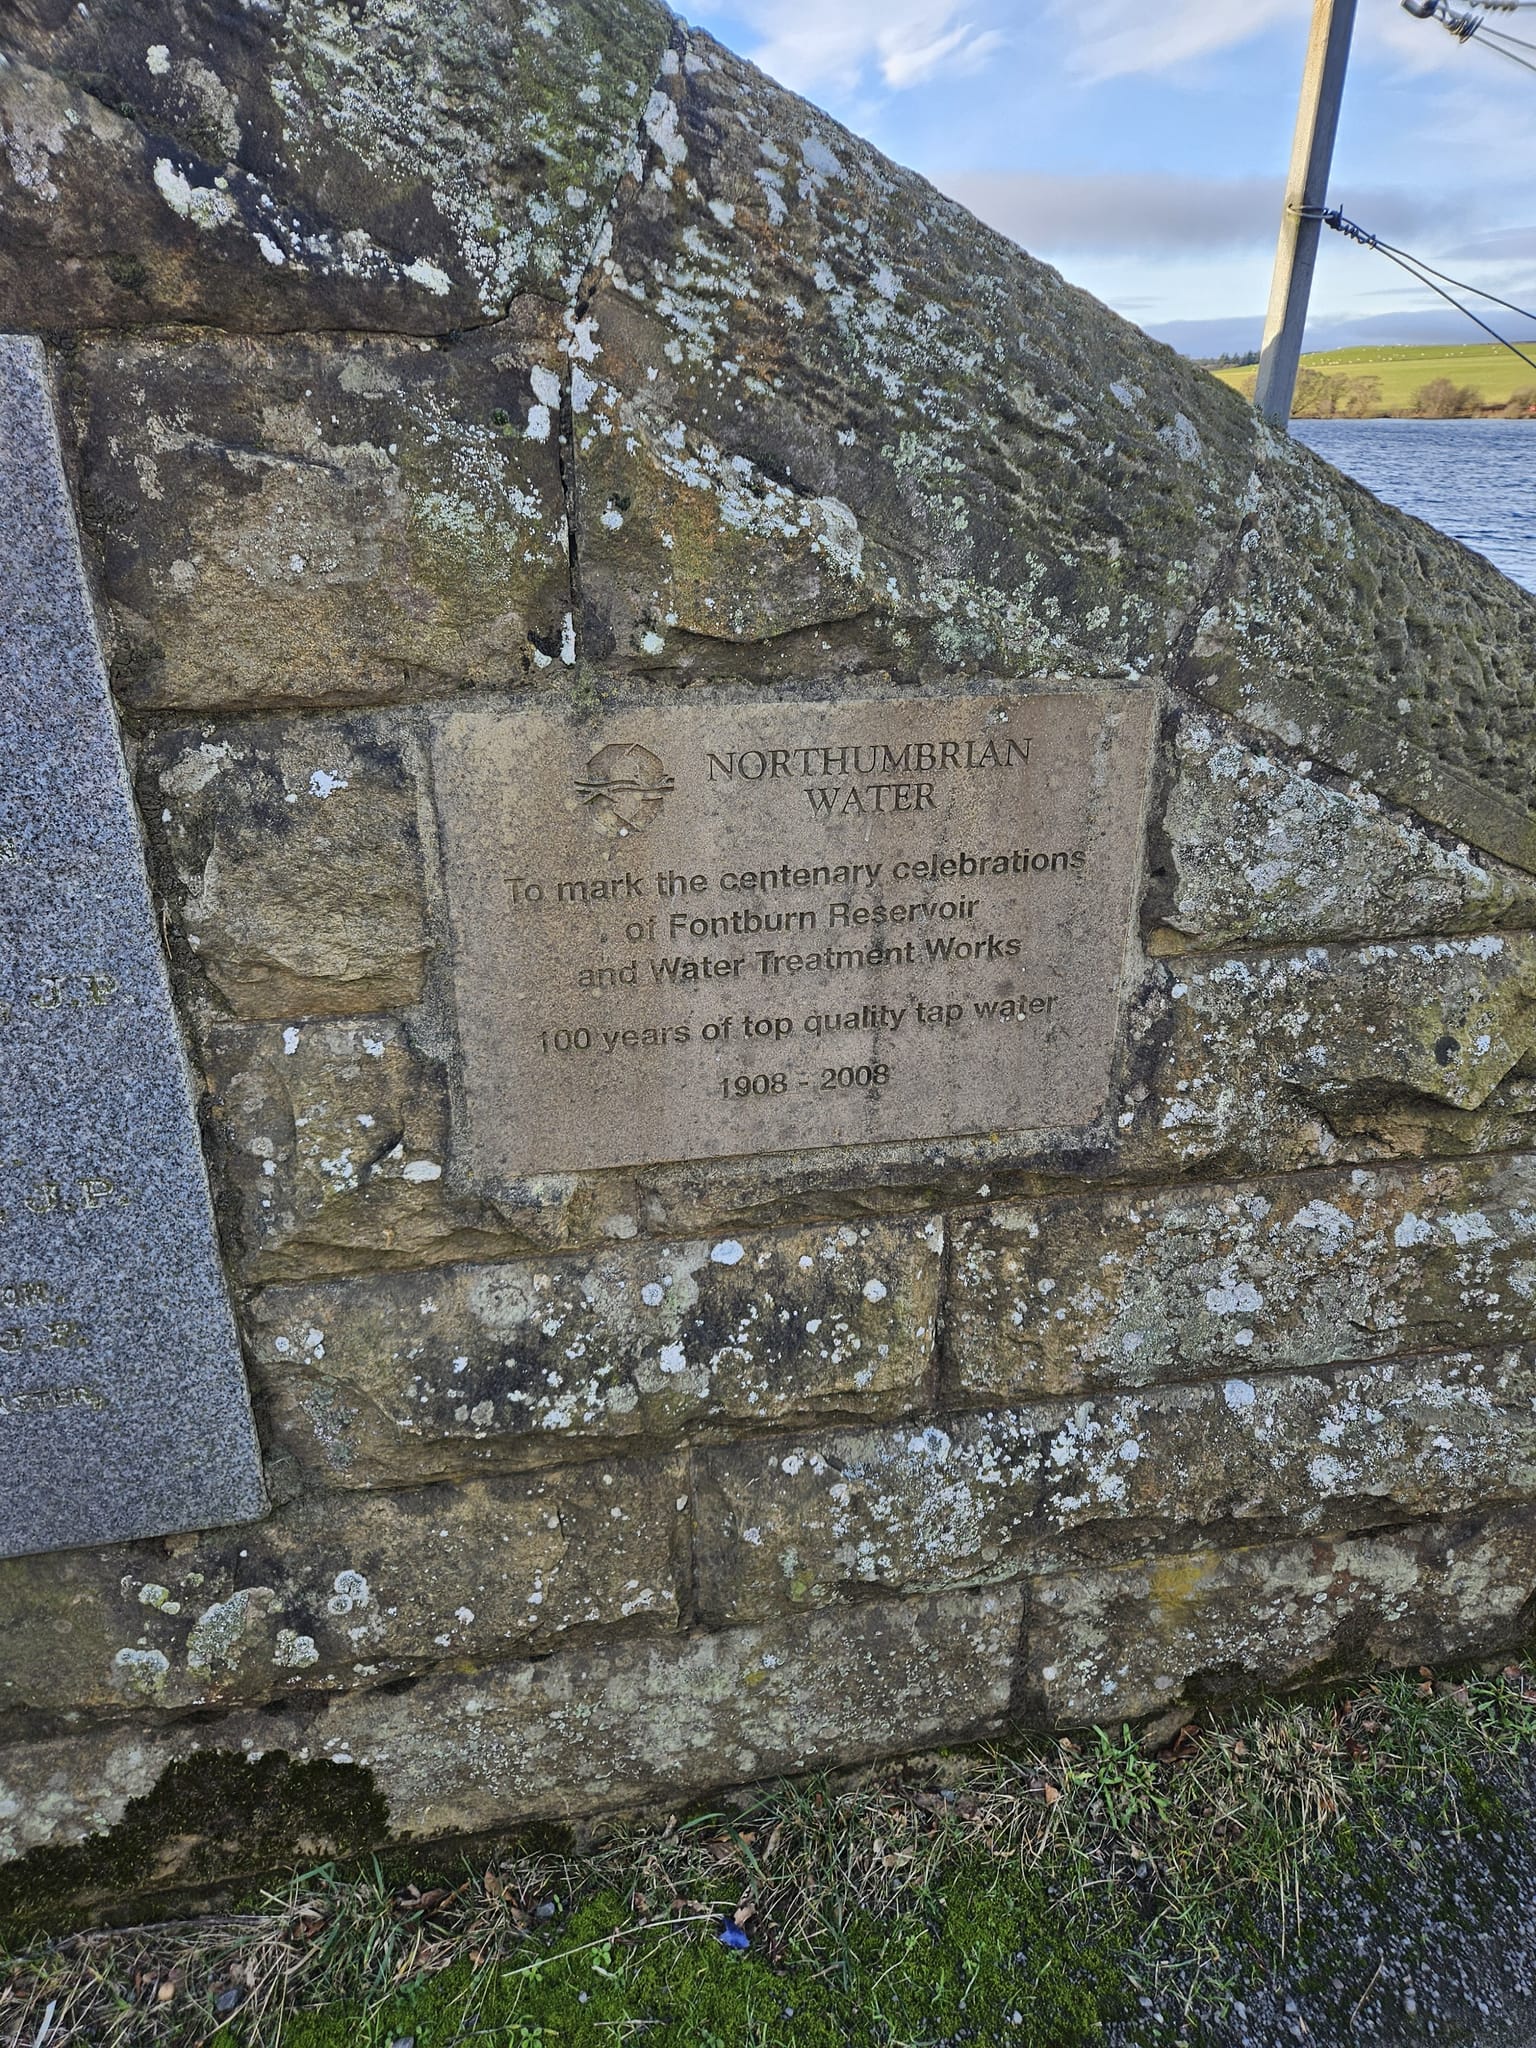 J.P.
J.P.
NORTHUMBRIAN
WATER
To mark the centenary celebrations
of Fontburn Reservoir
and Water Treatment Works
100 years of top quality tap water
1908 - 2008